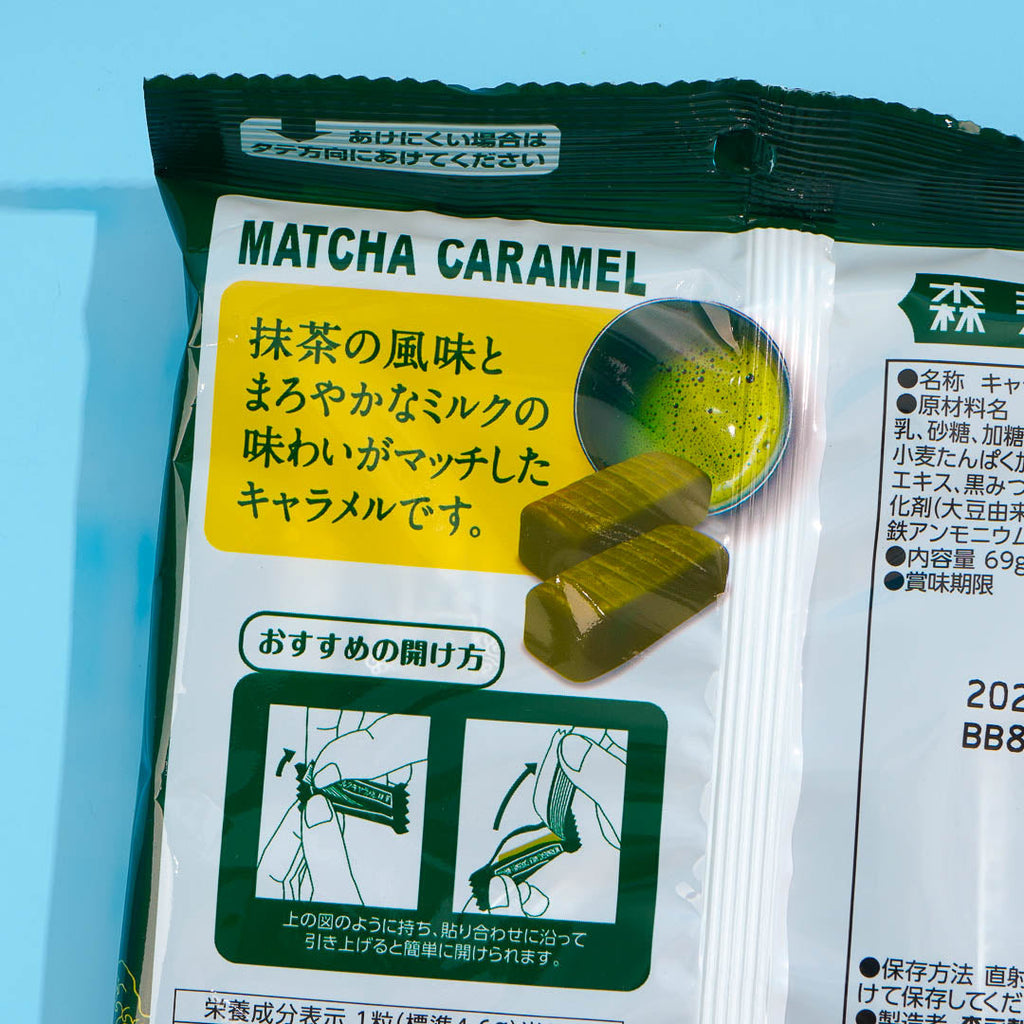 あけにくい場合は
タテ方向にあけてください
MATCHA CARAMEL
抹茶の風味と
まろやかなミルクの
味わいがマッチした
キャラメルです。
おすすめの開け方
上の図のように持ち、貼り合わせに沿って
引き上げると簡単に開けられます。
栄養成分表示 1粒(標準4.6g)
森
●名称 キャ
●原材料名
乳、砂糖、加糖
小麦たんぱく加
エキス、黒みつ
化剤(大豆由来
鉄アンモニウム
●内容量 69g
●賞味期限
202
BB8
●保存方法 直射
けて保存してくだ
●製造者 森